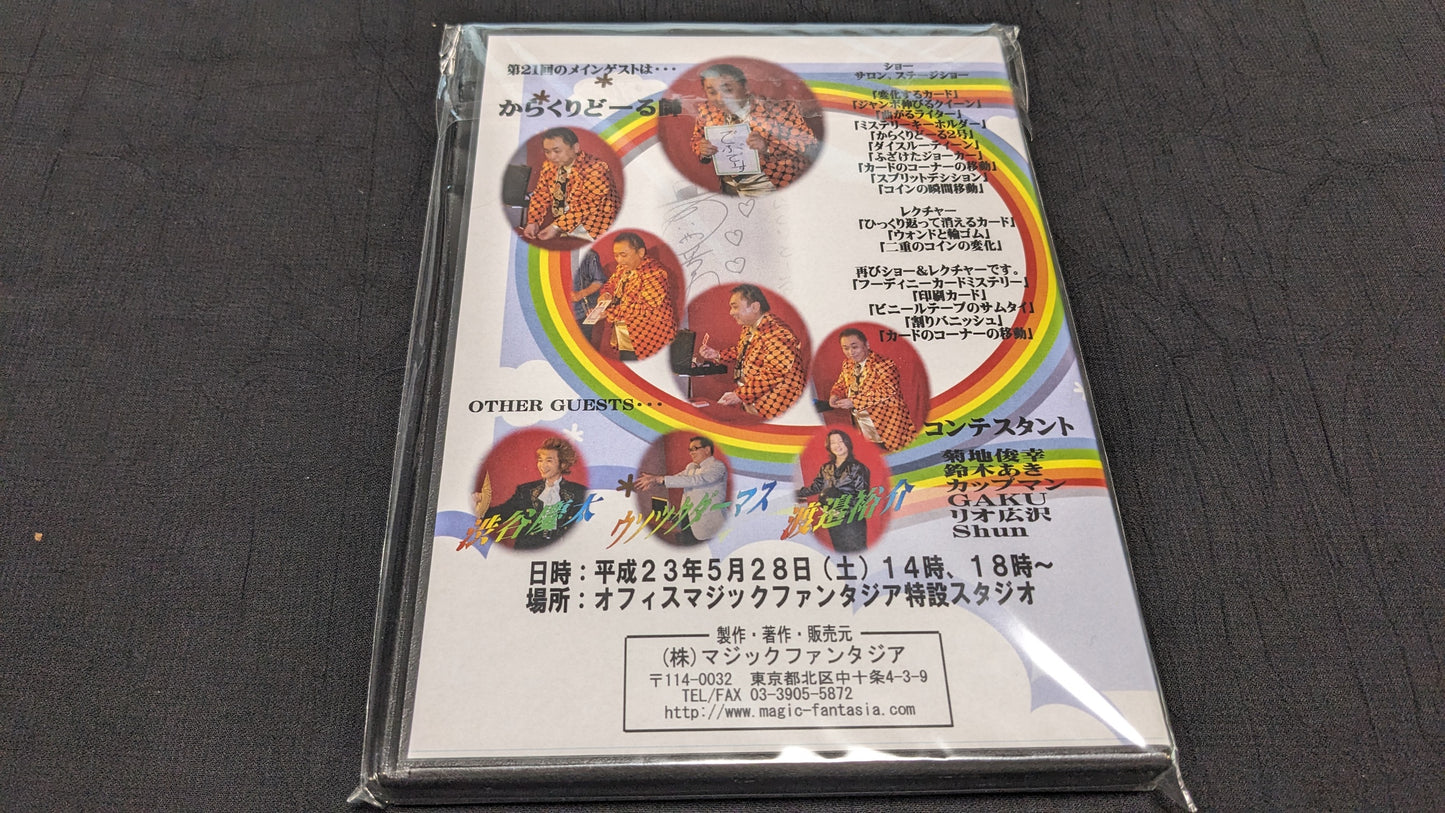 第21回のメインゲストは・・・
からくりどーる師
でぶです
ショー
サロン、ステージショー
『変化するカード』
『ジャンボ伸びるクイーン』
『曲がるライター』
『ミステリーキーホルダー』
『からくりどーる2号』
『ダイスルーティーン』
『ふざけたジョーカー』
『カードのコーナーの移動』
『スプリットデシジョン』
『コインの瞬間移動』
レクチャー
『ひっくり返って消えるカード』
『ウォンドと輪ゴム』
『二重のコインの変化』
再びショー＆レクチャーです。
『フーディニーカードミステリー』
『印刷カード』
『ビニールテープのサムタイ』
『割りバニッシュ』
『カードのコーナーの移動』
OTHER GUESTS・・・
渋谷慶太
ウソツクダーマス
渡邉裕介
コンテスタント
菊地俊幸
鈴木あき
カップマン
GAKU
リオ広沢
Shun
日時：平成２３年５月２８日（土）１４時、１８時～
場所：オフィスマジックファンタジア特設スタジオ
製作・著作・販売元
(株)マジックファンタジア
〒114-0032　東京都北区中十条4-3-9
TEL/FAX 03-3905-5872
http://www.magic-fantasia.com